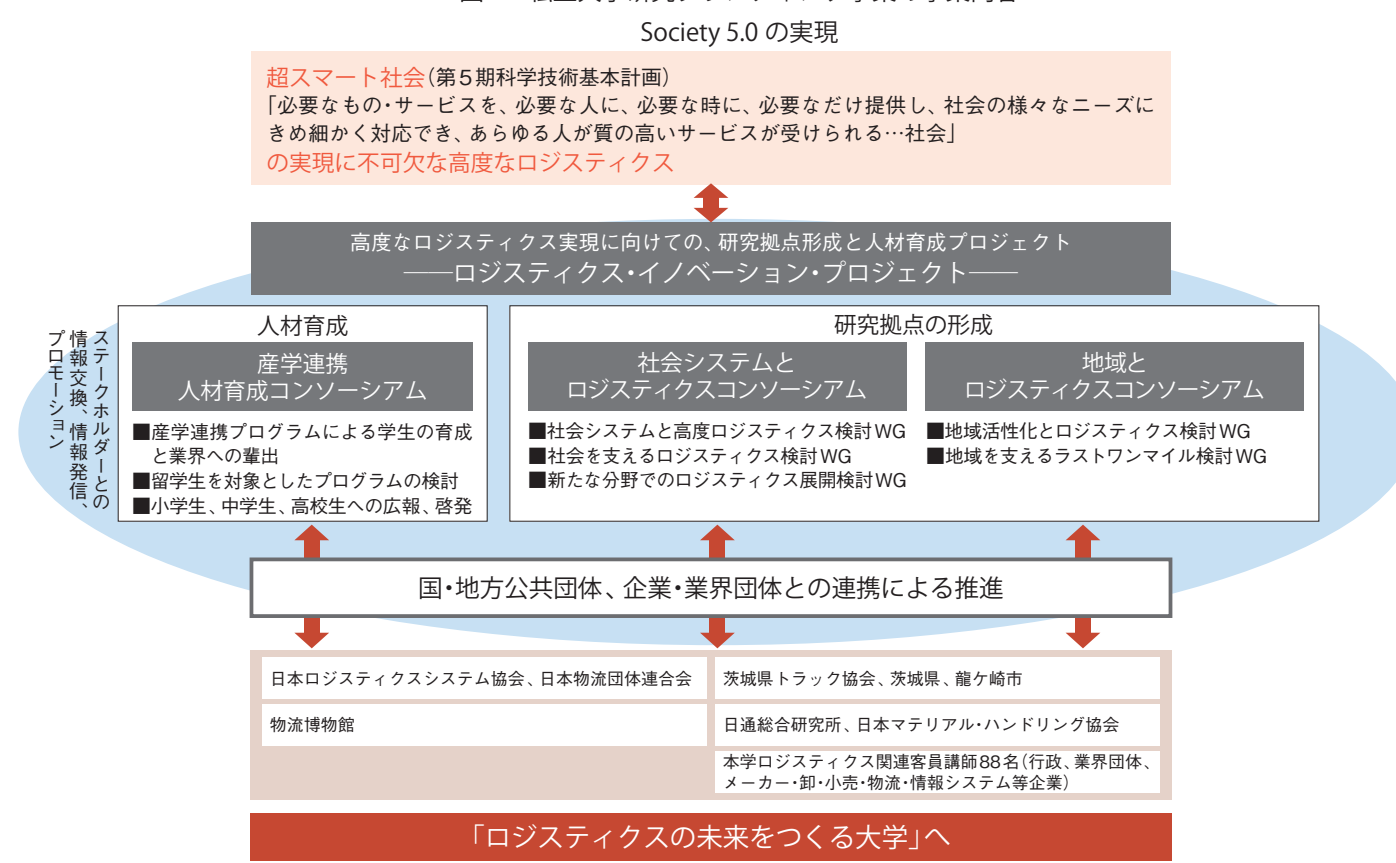 Society 5.0 の実現
超スマート社会(第5期科学技術基本計画)
「必要なもの・サービスを、必要な人に、必要な時に、必要なだけ提供し、社会の様々なニーズに
きめ細かく対応でき、あらゆる人が質の高いサービスが受けられる…社会」
の実現に不可欠な高度なロジスティクス
高度なロジスティクス実現に向けての、研究拠点形成と人材育成プロジェクト
――ロジスティクス・イノベーション・プロジェクト――
ステークホルダーとの
情報交換、情報発信、
プロモーション
人材育成
産学連携
人材育成コンソーシアム
■産学連携プログラムによる学生の育成
と業界への輩出
■留学生を対象としたプログラムの検討
■小学生、中学生、高校生への広報、啓発
研究拠点の形成
社会システムと
ロジスティクスコンソーシアム
■社会システムと高度ロジスティクス検討WG
■社会を支えるロジスティクス検討WG
■新たな分野でのロジスティクス展開検討WG
地域と
ロジスティクスコンソーシアム
■地域活性化とロジスティクス検討WG
■地域を支えるラストワンマイル検討WG
国・地方公共団体、企業・業界団体との連携による推進
日本ロジスティクスシステム協会、日本物流団体連合会
物流博物館
茨城県トラック協会、茨城県、龍ケ崎市
日通総合研究所、日本マテリアル・ハンドリング協会
本学ロジスティクス関連客員講師88名(行政、業界団体、
メーカー・卸・小売・物流・情報システム等企業)
「ロジスティクスの未来をつくる大学」へ